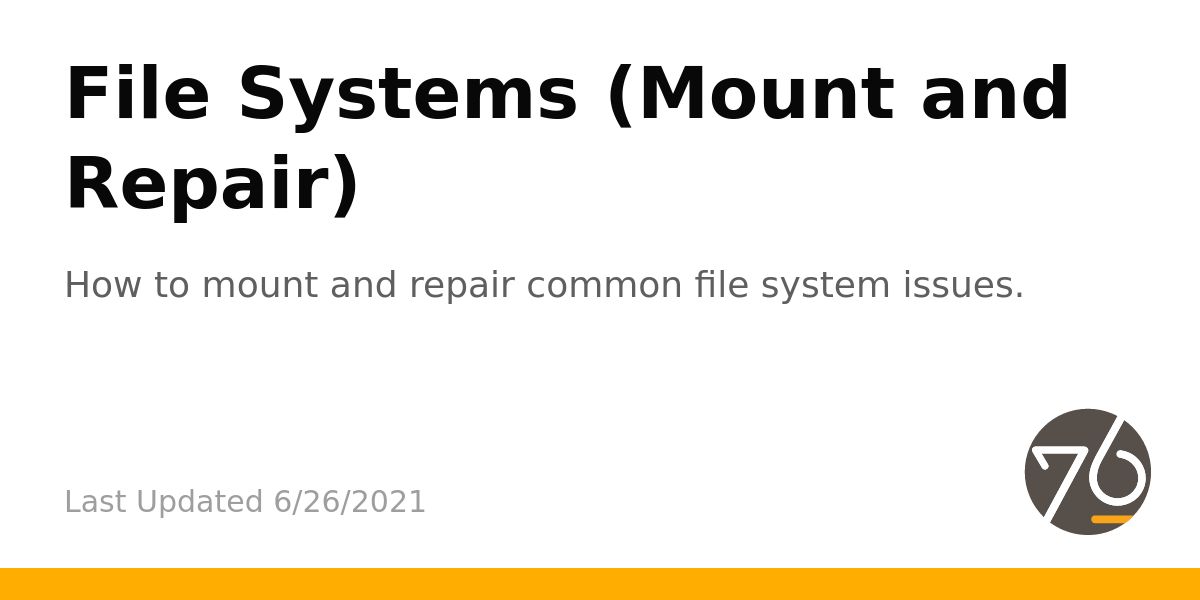 File Systems (Mount and
Repair)
How to mount and repair common file system issues.
Last Updated 6/26/2021
76